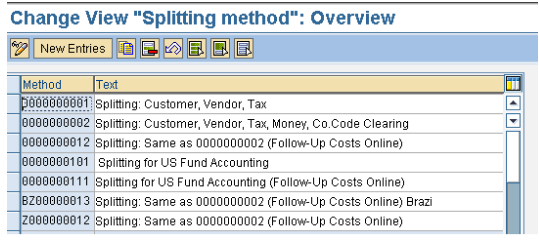 Change View "Splitting method": Overview
New Entries
Method Text
0000000001 Splitting: Customer, Vendor, Tax
0000000002 Splitting: Customer, Vendor, Tax, Money, Co.Code Clearing
0000000012 Splitting: Same as 0000000002 (Follow-Up Costs Online)
0000000101 Splitting for US Fund Accounting
0000000111 Splitting for US Fund Accounting (Follow-Up Costs Online)
BZ00000013 Splitting: Same as 0000000002 (Follow-Up Costs Online) Brazi
Z000000012 Splitting: Same as 0000000002 (Follow-Up Costs Online)